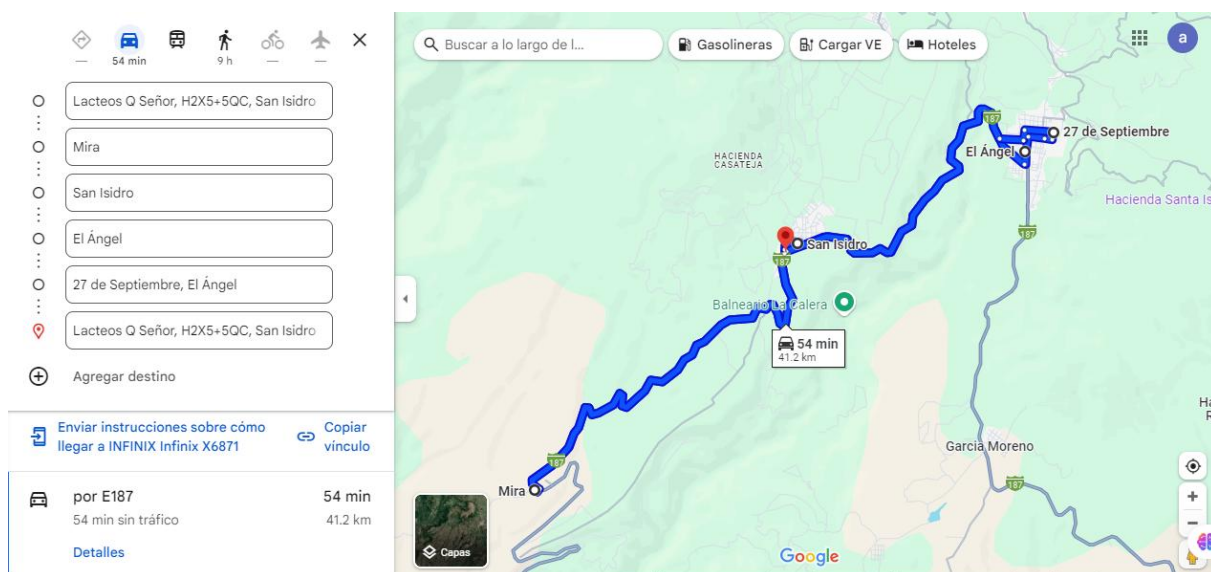 54 min
—
9 h
—
—
Lacteos Q Señor, H2X5+5QC, San Isidro
Mira
San Isidro
El Ángel
27 de Septiembre, El Ángel
Lacteos Q Señor, H2X5+5QC, San Isidro
Agregar destino
Enviar instrucciones sobre cómo
llegar a INFINIX Infinix X6871
Copiar
vínculo
por E187
54 min
54 min sin tráfico
41.2 km
Detalles
Buscar a lo largo de l...
Gasolineras
Cargar VE
Hoteles
a
187
27 de Septiembre
El Ángel
HACIENDA
CASATEJA
Hacienda Santa Is
187
San Isidro
187
Balneario La Calera
54 min
41.2 km
García Moreno
187
187
Mira
Capas
Google